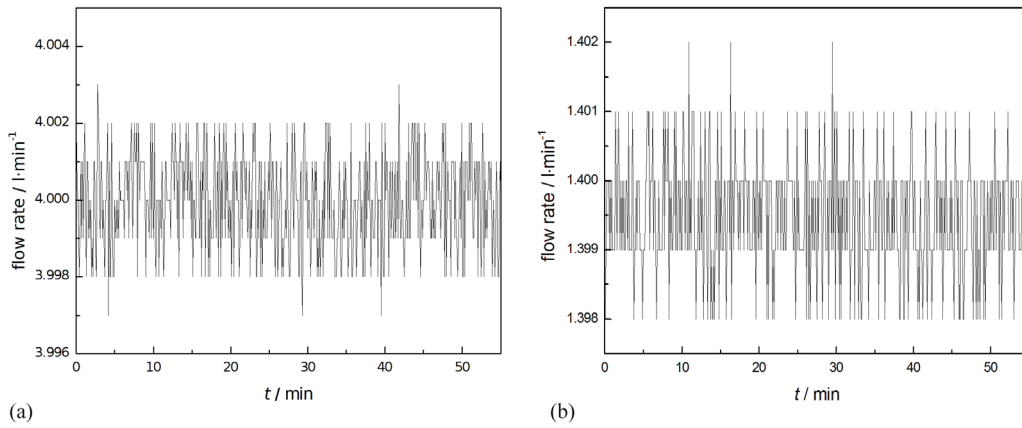 4.004
4.002
4.000
3.998
3.996
flow rate / l·min⁻¹
0 10 20 30 40 50
t / min
(a)
1.402
1.401
1.400
1.399
1.398
flow rate / l·min⁻¹
0 10 20 30 40 50
t / min
(b)